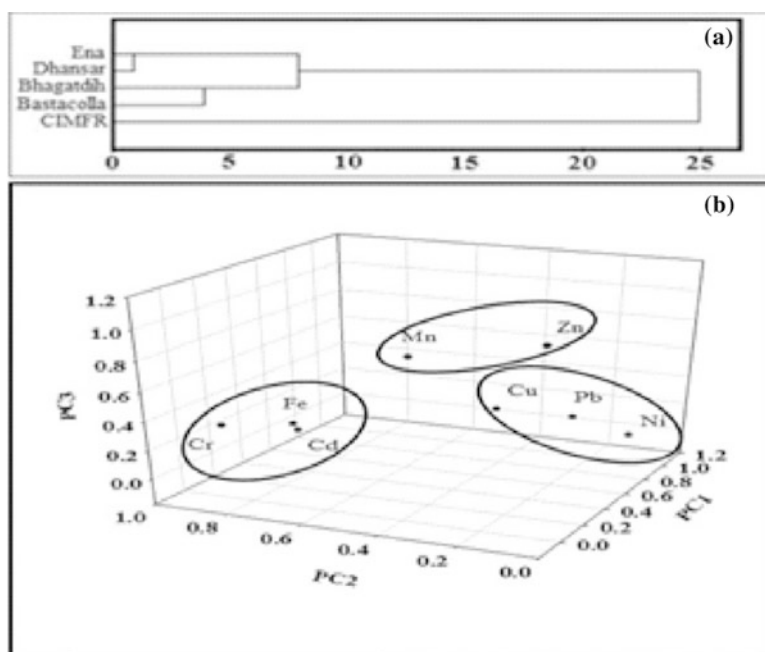 (a)
Ena
Dhansar
Bhagatdih
Bastacolla
CIMFR
0 5 10 15 20 25
(b)
1.2
1.0
0.8
0.6
0.4
0.2
0.0
PC3
Mn
Zn
Cu
Pb
Ni
Fe
Cr
Cd
1.0 0.8 0.6 0.4 0.2 0.0
PC2
0.0 0.2 0.4 0.6 0.8 1.0 1.2
PC1